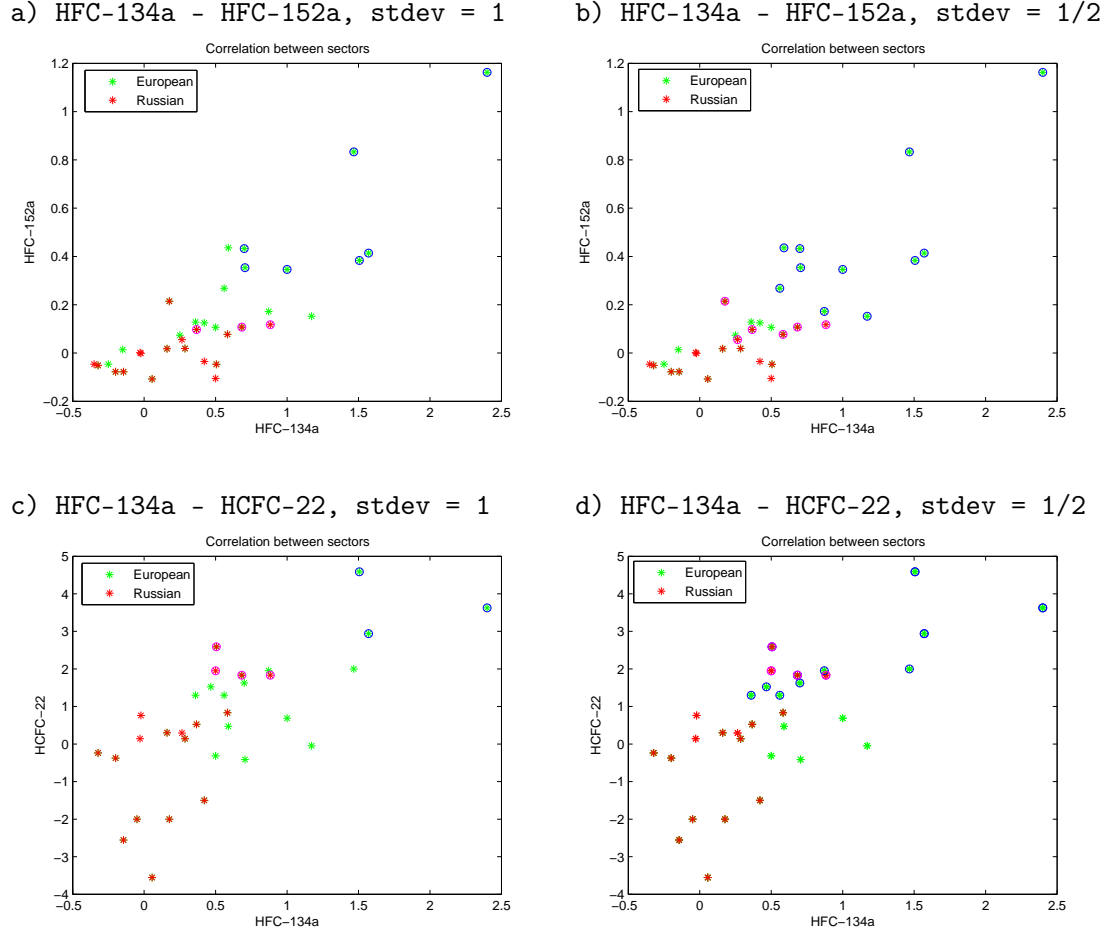 a) HFC-134a - HFC-152a, stdev = 1
Correlation between sectors
European
Russian
1.2
1
0.8
0.6
0.4
0.2
0
−0.2
HFC−152a
−0.5
0
0.5
1
1.5
2
2.5
HFC−134a
b) HFC-134a - HFC-152a, stdev = 1/2
Correlation between sectors
European
Russian
1.2
1
0.8
0.6
0.4
0.2
0
−0.2
HFC−152a
−0.5
0
0.5
1
1.5
2
2.5
HFC−134a
c) HFC-134a - HCFC-22, stdev = 1
Correlation between sectors
European
Russian
5
4
3
2
1
0
−1
−2
−3
−4
HCFC−22
−0.5
0
0.5
1
1.5
2
2.5
HFC−134a
d) HFC-134a - HCFC-22, stdev = 1/2
Correlation between sectors
European
Russian
5
4
3
2
1
0
−1
−2
−3
−4
HCFC−22
−0.5
0
0.5
1
1.5
2
2.5
HFC−134a